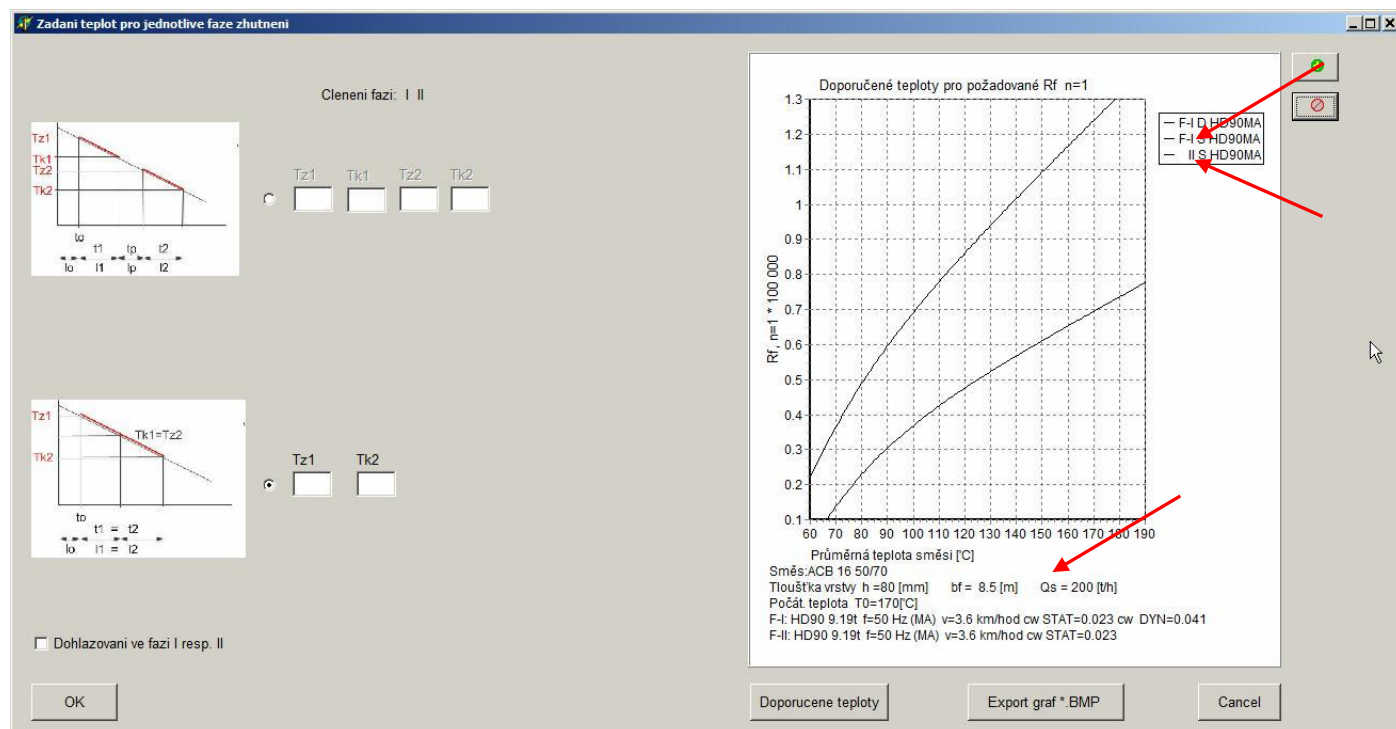 Zadani teplot pro jednotlive faze zhutneni
Cleneni fazi: I II
Tz1
Tk1
Tz2
Tk2
to
t1 tp t2
lo l1 lp l2
Tz1 Tk1 Tz2 Tk2
Tz1
Tk1=Tz2
Tk2
to
t1 = t2
lo l1 = l2
Tz1 Tk2
Dohlazovani ve fazi I resp. II
OK
Doporučené teploty pro požadované Rf n=1
1.3
1.2
1.1
1
0.9
0.8
0.7
0.6
0.5
0.4
0.3
0.2
0.1
Rf, n=1 * 100 000
60 70 80 90 100 110 120 130 140 150 160 170 180 190
Průměrná teplota směsi [°C]
F-I D HD90MA
F-I S HD90MA
II S HD90MA
Směs:ACB 16 50/70
Tloušťka vrstvy h =80 [mm] bf = 8.5 [m] Qs = 200 [t/h]
Počát. teplota T0=170[°C]
F-I: HD90 9.19t f=50 Hz (MA) v=3.6 km/hod cw STAT=0.023 cw DYN=0.041
F-II: HD90 9.19t f=50 Hz (MA) v=3.6 km/hod cw STAT=0.023
Doporucene teploty
Export graf *.BMP
Cancel